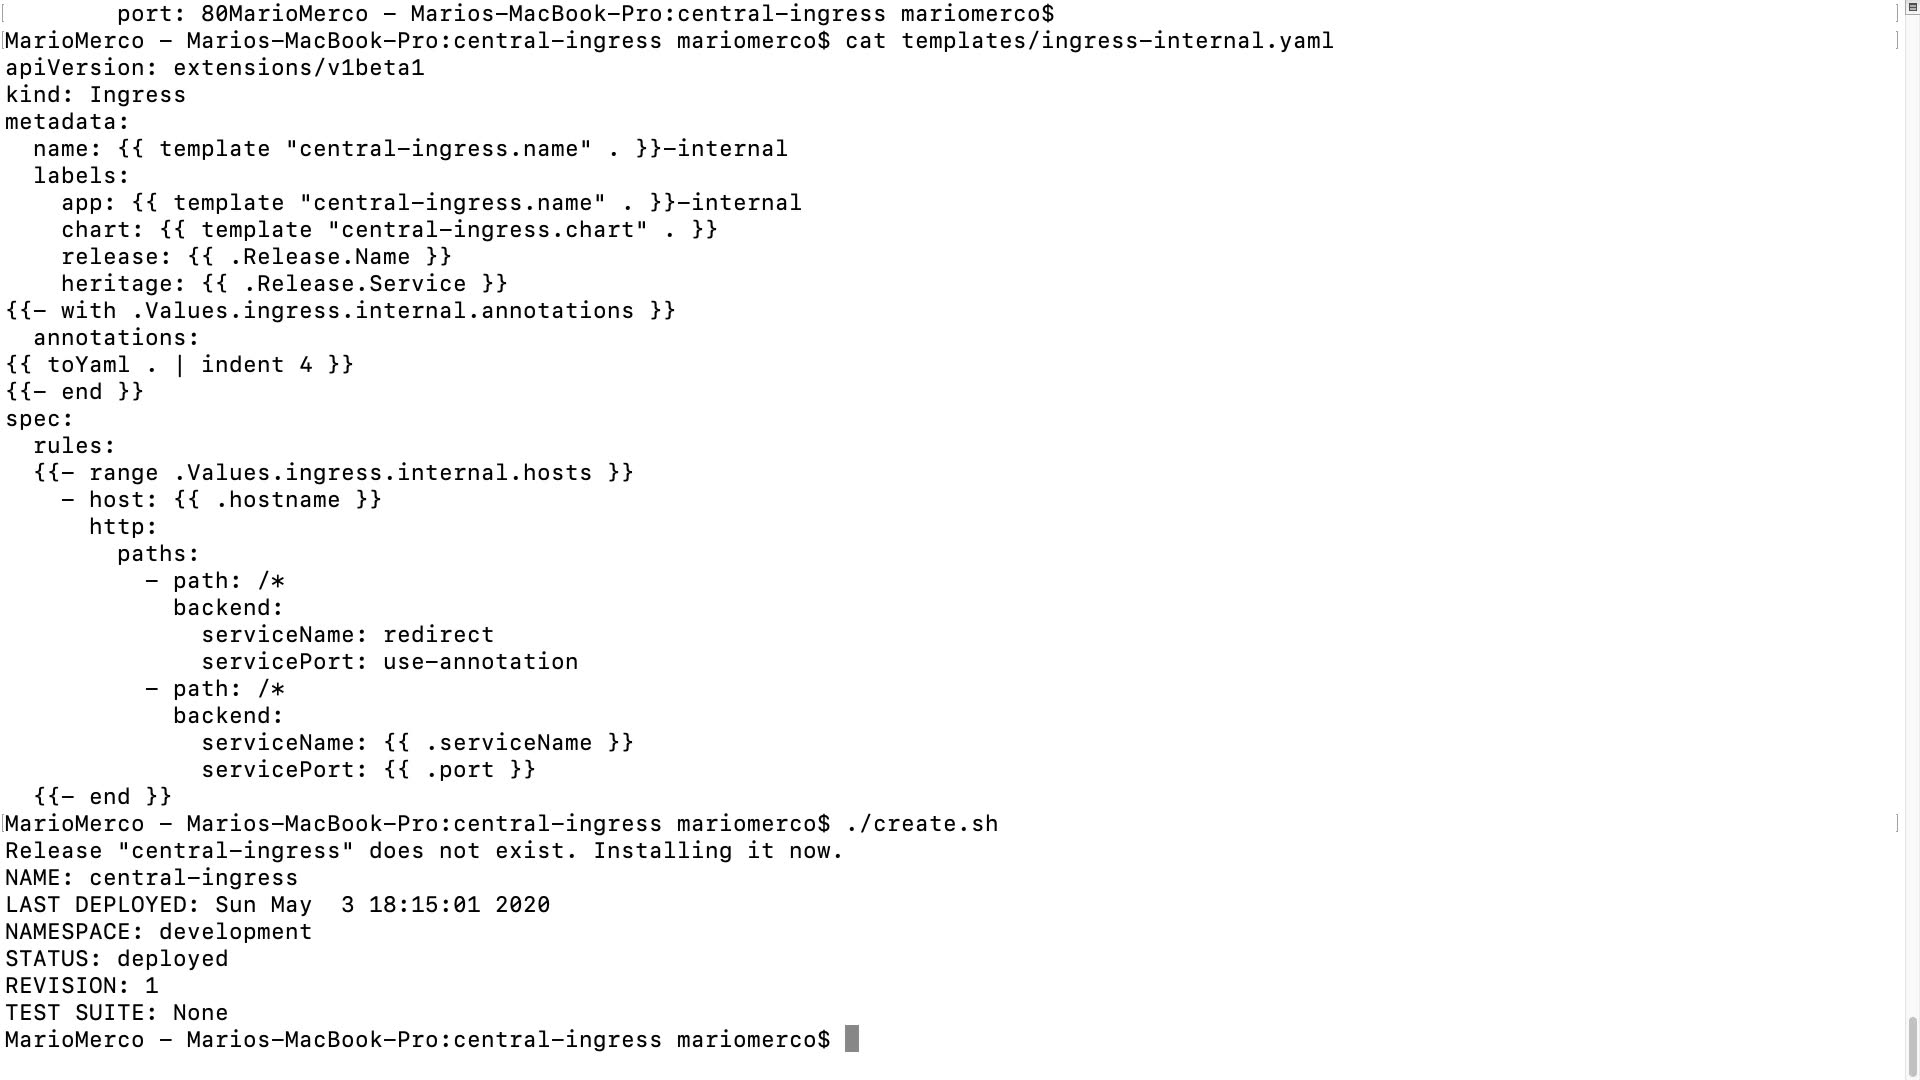 port: 80MarioMerco - Marios-MacBook-Pro:central-ingress mariomerco$
MarioMerco - Marios-MacBook-Pro:central-ingress mariomerco$ cat templates/ingress-internal.yaml
apiVersion: extensions/v1beta1
kind: Ingress
metadata:
  name: {{ template "central-ingress.name" . }}-internal
  labels:
    app: {{ template "central-ingress.name" . }}-internal
    chart: {{ template "central-ingress.chart" . }}
    release: {{ .Release.Name }}
    heritage: {{ .Release.Service }}
{{- with .Values.ingress.internal.annotations }}
  annotations:
{{ toYaml . | indent 4 }}
{{- end }}
spec:
  rules:
  {{- range .Values.ingress.internal.hosts }}
    - host: {{ .hostname }}
      http:
        paths:
          - path: /*
            backend:
              serviceName: redirect
              servicePort: use-annotation
          - path: /*
            backend:
              serviceName: {{ .serviceName }}
              servicePort: {{ .port }}
  {{- end }}
MarioMerco - Marios-MacBook-Pro:central-ingress mariomerco$ ./create.sh
Release "central-ingress" does not exist. Installing it now.
NAME: central-ingress
LAST DEPLOYED: Sun May  3 18:15:01 2020
NAMESPACE: development
STATUS: deployed
REVISION: 1
TEST SUITE: None
MarioMerco - Marios-MacBook-Pro:central-ingress mariomerco$